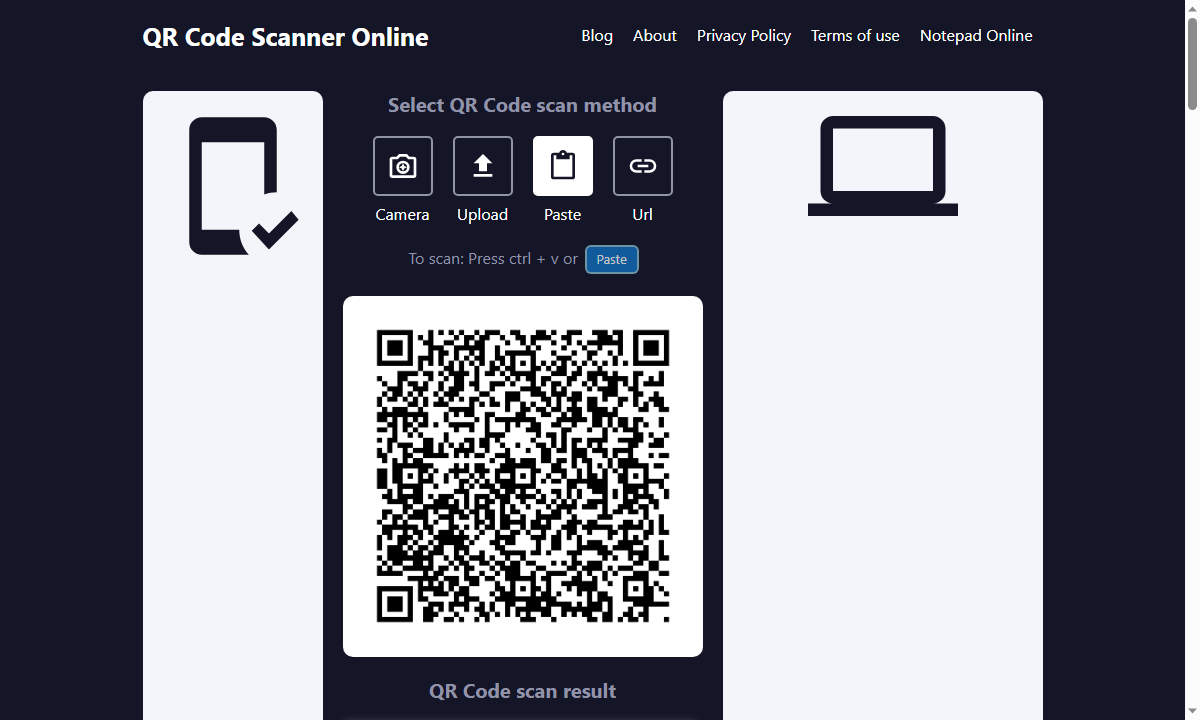 QR Code Scanner Online
Blog About Privacy Policy Terms of use Notepad Online
Select QR Code scan method
Camera Upload Paste Url
To scan: Press ctrl + v or Paste
QR Code scan result